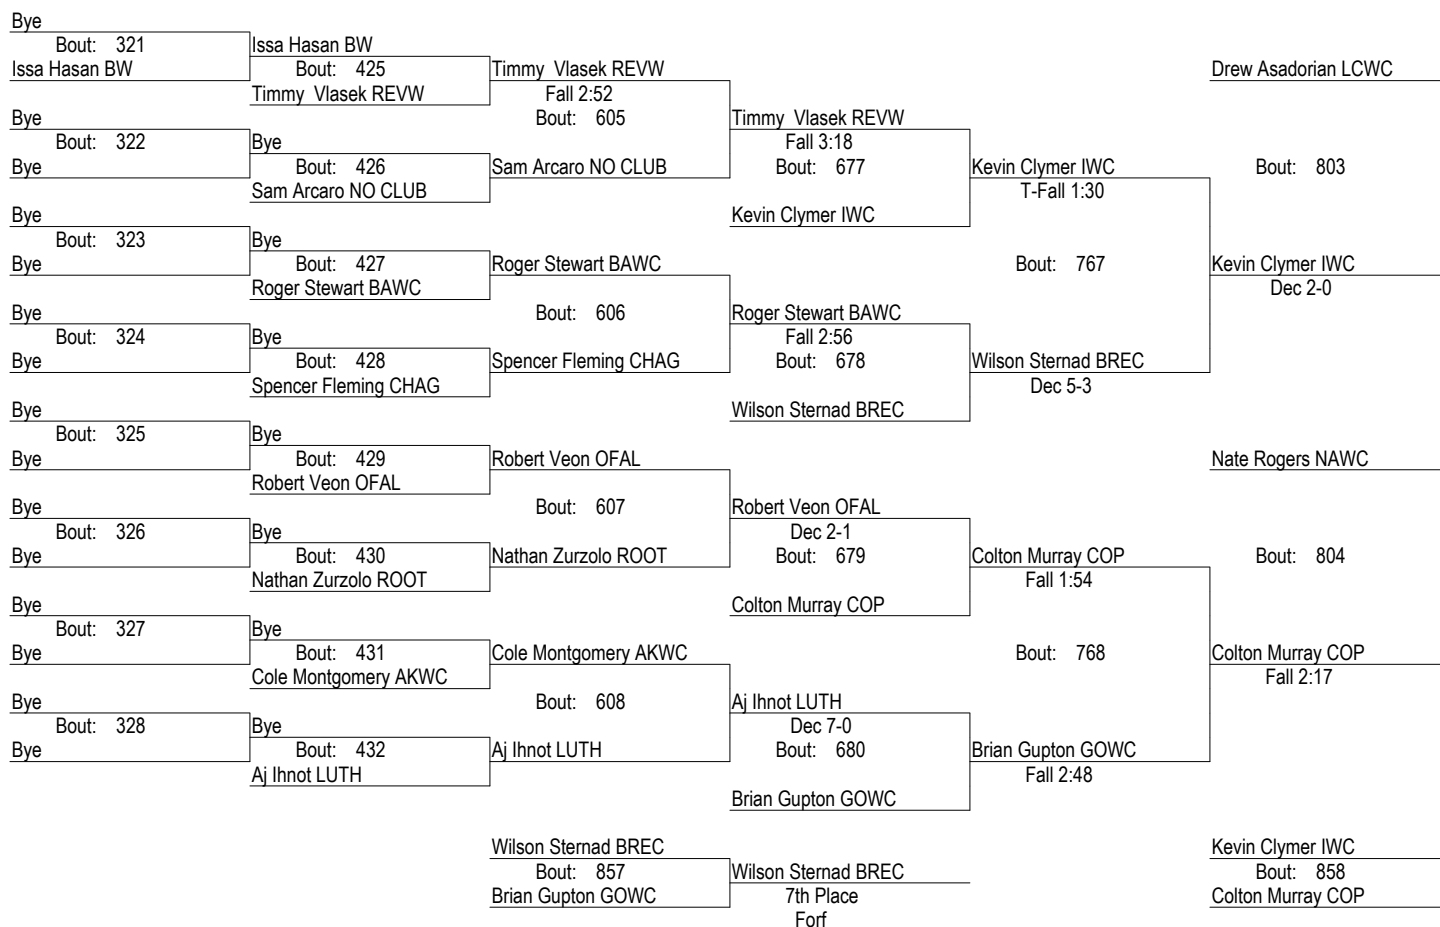 Bye
Bout: 321
Issa Hasan BW
Issa Hasan BW
Bout: 425
Timmy Vlasek REVW
Timmy Vlasek REVW
Fall 2:52
Drew Asadorian LCWC
Bye
Bout: 322
Bye
Bye
Bout: 426
Sam Arcaro NO CLUB
Bout: 605
Sam Arcaro NO CLUB
Timmy Vlasek REVW
Fall 3:18
Bout: 677
Kevin Clymer IWC
Kevin Clymer IWC
T-Fall 1:30
Bout: 803
Bye
Bout: 323
Bye
Bye
Bout: 427
Roger Stewart BAWC
Roger Stewart BAWC
Bout: 767
Kevin Clymer IWC
Dec 2-0
Bye
Bout: 324
Bye
Bye
Bout: 428
Spencer Fleming CHAG
Bout: 606
Spencer Fleming CHAG
Roger Stewart BAWC
Fall 2:56
Bout: 678
Wilson Sternad BREC
Wilson Sternad BREC
Dec 5-3
Bye
Bout: 325
Bye
Bye
Bout: 429
Robert Veon OFAL
Robert Veon OFAL
Nate Rogers NAWC
Bye
Bout: 326
Bye
Bye
Bout: 430
Nathan Zurzolo ROOT
Bout: 607
Nathan Zurzolo ROOT
Robert Veon OFAL
Dec 2-1
Bout: 679
Colton Murray COP
Colton Murray COP
Fall 1:54
Bout: 804
Bye
Bout: 327
Bye
Bye
Bout: 431
Cole Montgomery AKWC
Cole Montgomery AKWC
Bout: 768
Colton Murray COP
Fall 2:17
Bye
Bout: 328
Bye
Bye
Bout: 432
Aj Ihnot LUTH
Bout: 608
Aj Ihnot LUTH
Aj Ihnot LUTH
Dec 7-0
Bout: 680
Brian Gupton GOWC
Brian Gupton GOWC
Fall 2:48
Wilson Sternad BREC
Bout: 857
Brian Gupton GOWC
Wilson Sternad BREC
7th Place
Forf
Kevin Clymer IWC
Bout: 858
Colton Murray COP